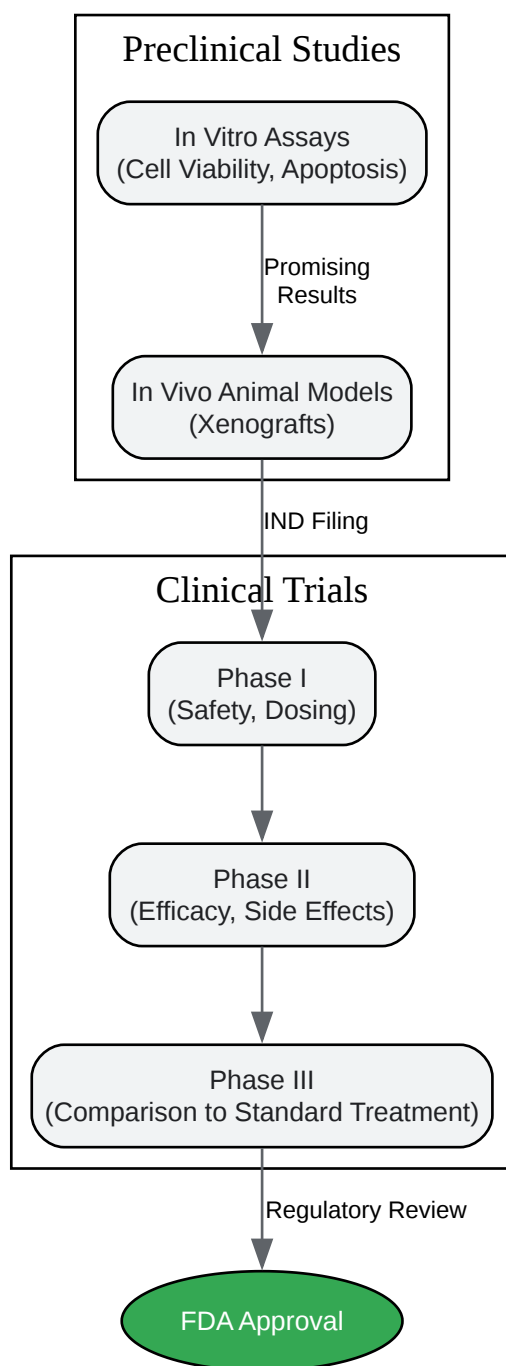 Preclinical Studies
In Vitro Assays
(Cell Viability, Apoptosis)
Promising
Results
In Vivo Animal Models
(Xenografts)
IND Filing
Clinical Trials
Phase I
(Safety, Dosing)
Phase II
(Efficacy, Side Effects)
Phase III
(Comparison to Standard Treatment)
Regulatory Review
FDA Approval